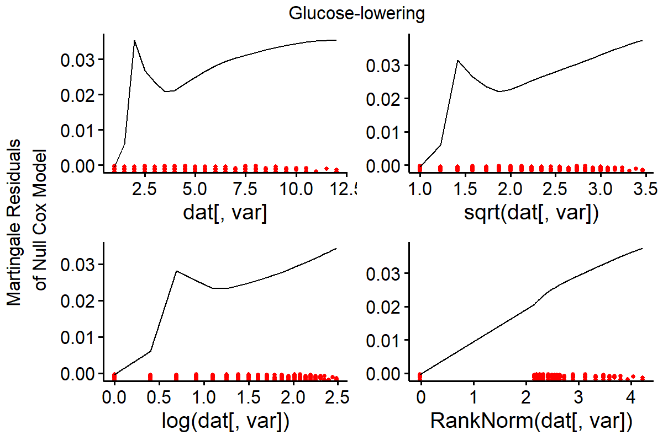 Glucose-lowering
Martingale Residuals
of Null Cox Model
0.03
0.02
0.01
0.00
2.5 5.0 7.5 10.0 12.5
dat[, var]
0.03
0.02
0.01
0.00
1.0 1.5 2.0 2.5 3.0 3.5
sqrt(dat[, var])
0.03
0.02
0.01
0.00
0.0 0.5 1.0 1.5 2.0 2.5
log(dat[, var])
0.03
0.02
0.01
0.00
0 1 2 3 4
RankNorm(dat[, var])